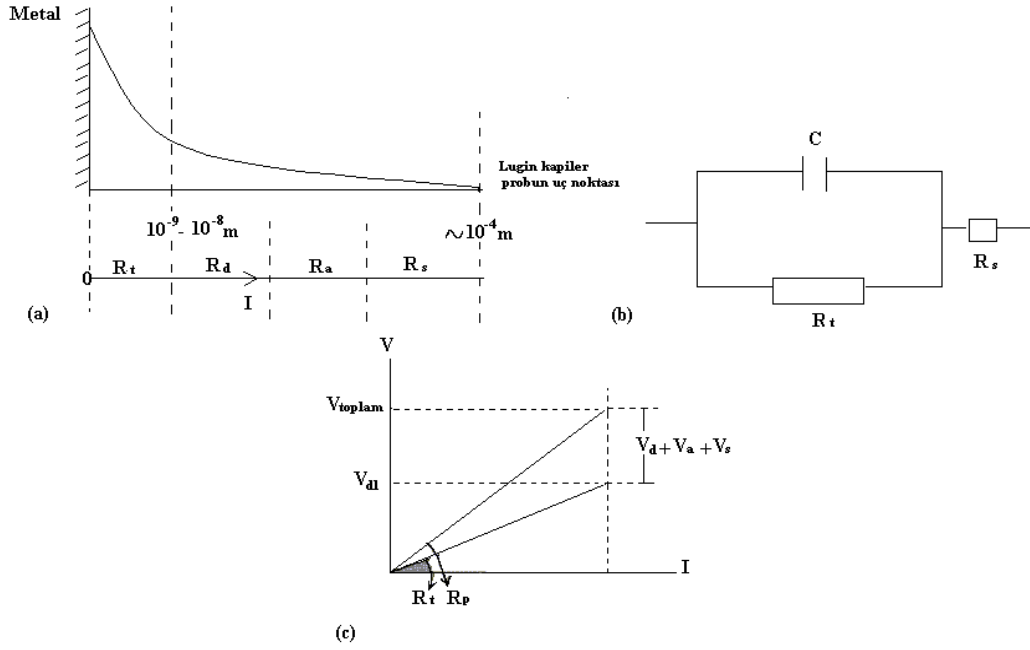 Metal
Lugin kapiler
probun uç noktası
10⁻⁹- 10⁻⁸m
~10⁻⁴m
0
Rt
Rd
Ra
Rs
I
(a)
C
Rt
Rs
(b)
V
Vtoplam
Vdl
Vd+Va+Vs
I
Rt
Rp
(c)